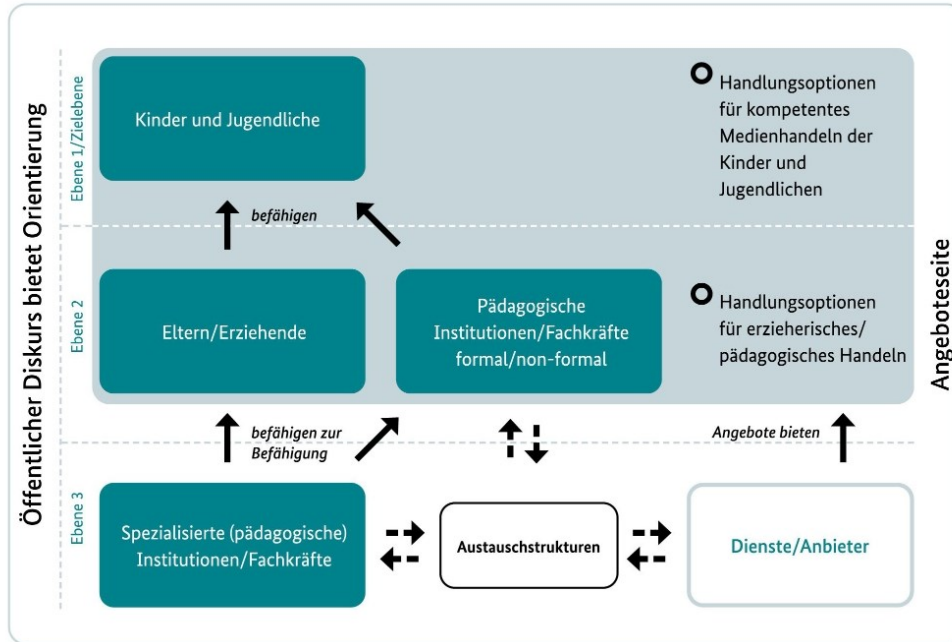 Öffentlicher Diskurs bietet Orientierung
Ebene 1/Zielebene
Kinder und Jugendliche
Handlungsoptionen
für kompetentes
Medienhandeln der
Kinder und
Jugendlichen
befähigen
Ebene 2
Eltern/Erziehende
Pädagogische
Institutionen/Fachkräfte
formal/non-formal
Handlungsoptionen
für erzieherisches/
pädagogisches Handeln
Angeboteseite
befähigen zur
Befähigung
Angebote bieten
Ebene 3
Spezialisierte (pädagogische)
Institutionen/Fachkräfte
Austauschstrukturen
Dienste/Anbieter